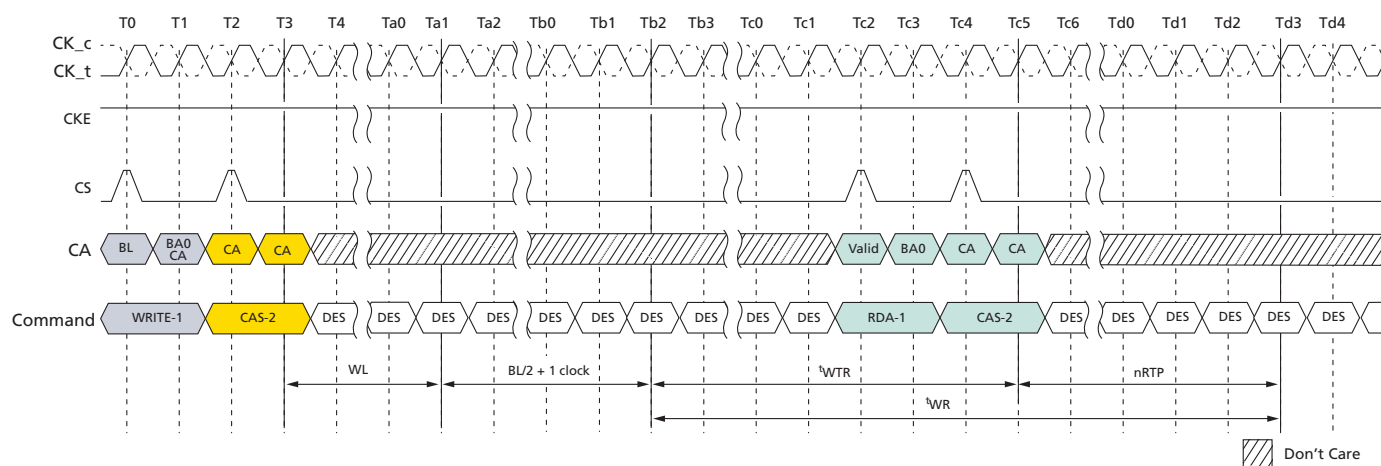 T0 T1 T2 T3 T4 Ta0 Ta1 Ta2 Tb0 Tb1 Tb2 Tb3 Tc0 Tc1 Tc2 Tc3 Tc4 Tc5 Tc6 Td0 Td1 Td2 Td3 Td4
CK_c
CK_t
CKE
CS
CA BL BA0 CA CA CA Valid BA0 CA CA
Command WRITE-1 CAS-2 DES DES DES DES DES DES DES DES DES DES RDA-1 CAS-2 DES DES DES DES DES DES
WL BL/2 + 1 clock tWTR nRTP
tWR
Don't Care